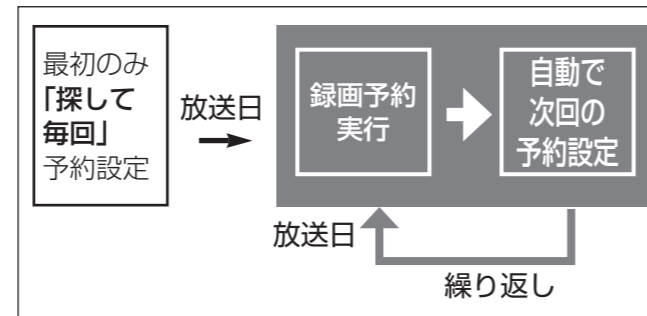 最初のみ
「探して
毎回」
予約設定
放送日
録画予約
実行
自動で
次回の
予約設定
放送日
繰り返し